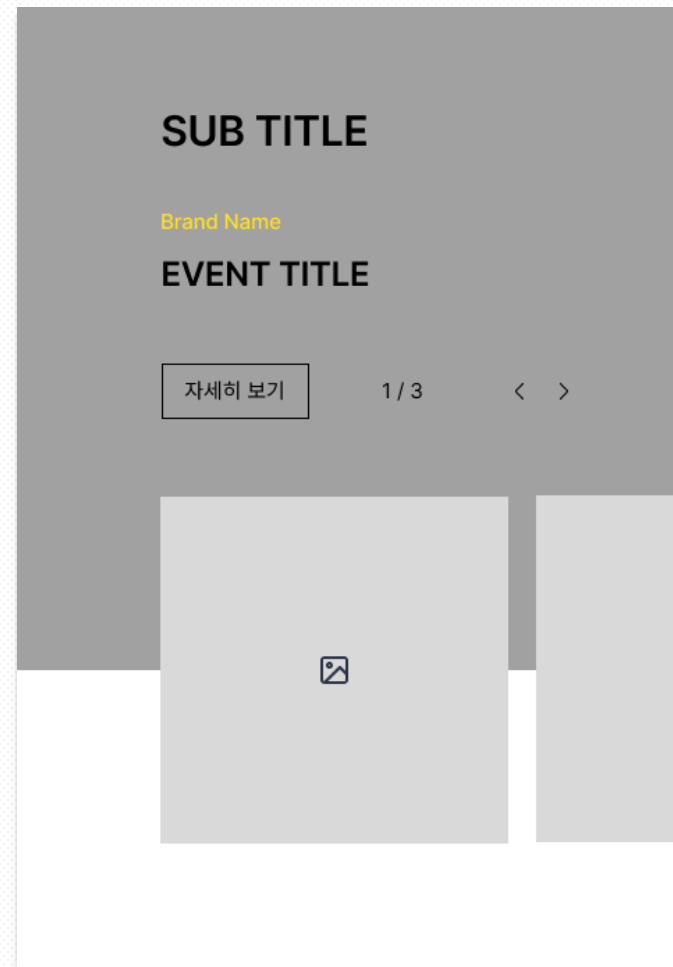 SUB TITLE
Brand Name
EVENT TITLE
자세히 보기 1 / 3